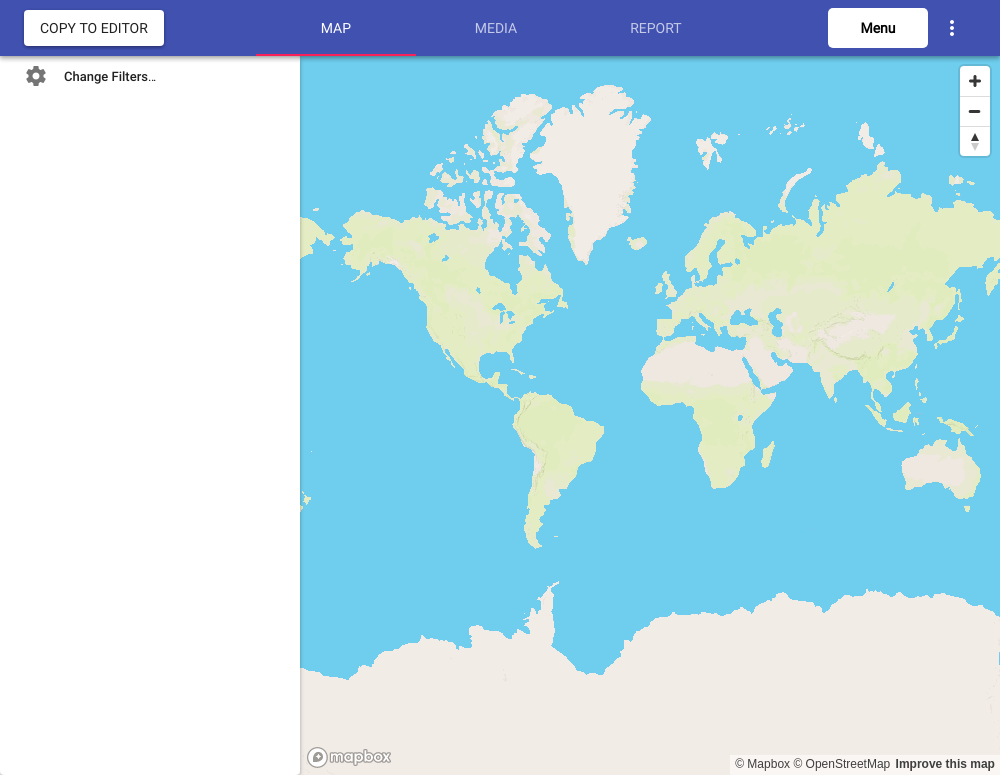 COPY TO EDITOR
MAP
MEDIA
REPORT
Menu
Change Filters…
mapbox
© Mapbox © OpenStreetMap Improve this map